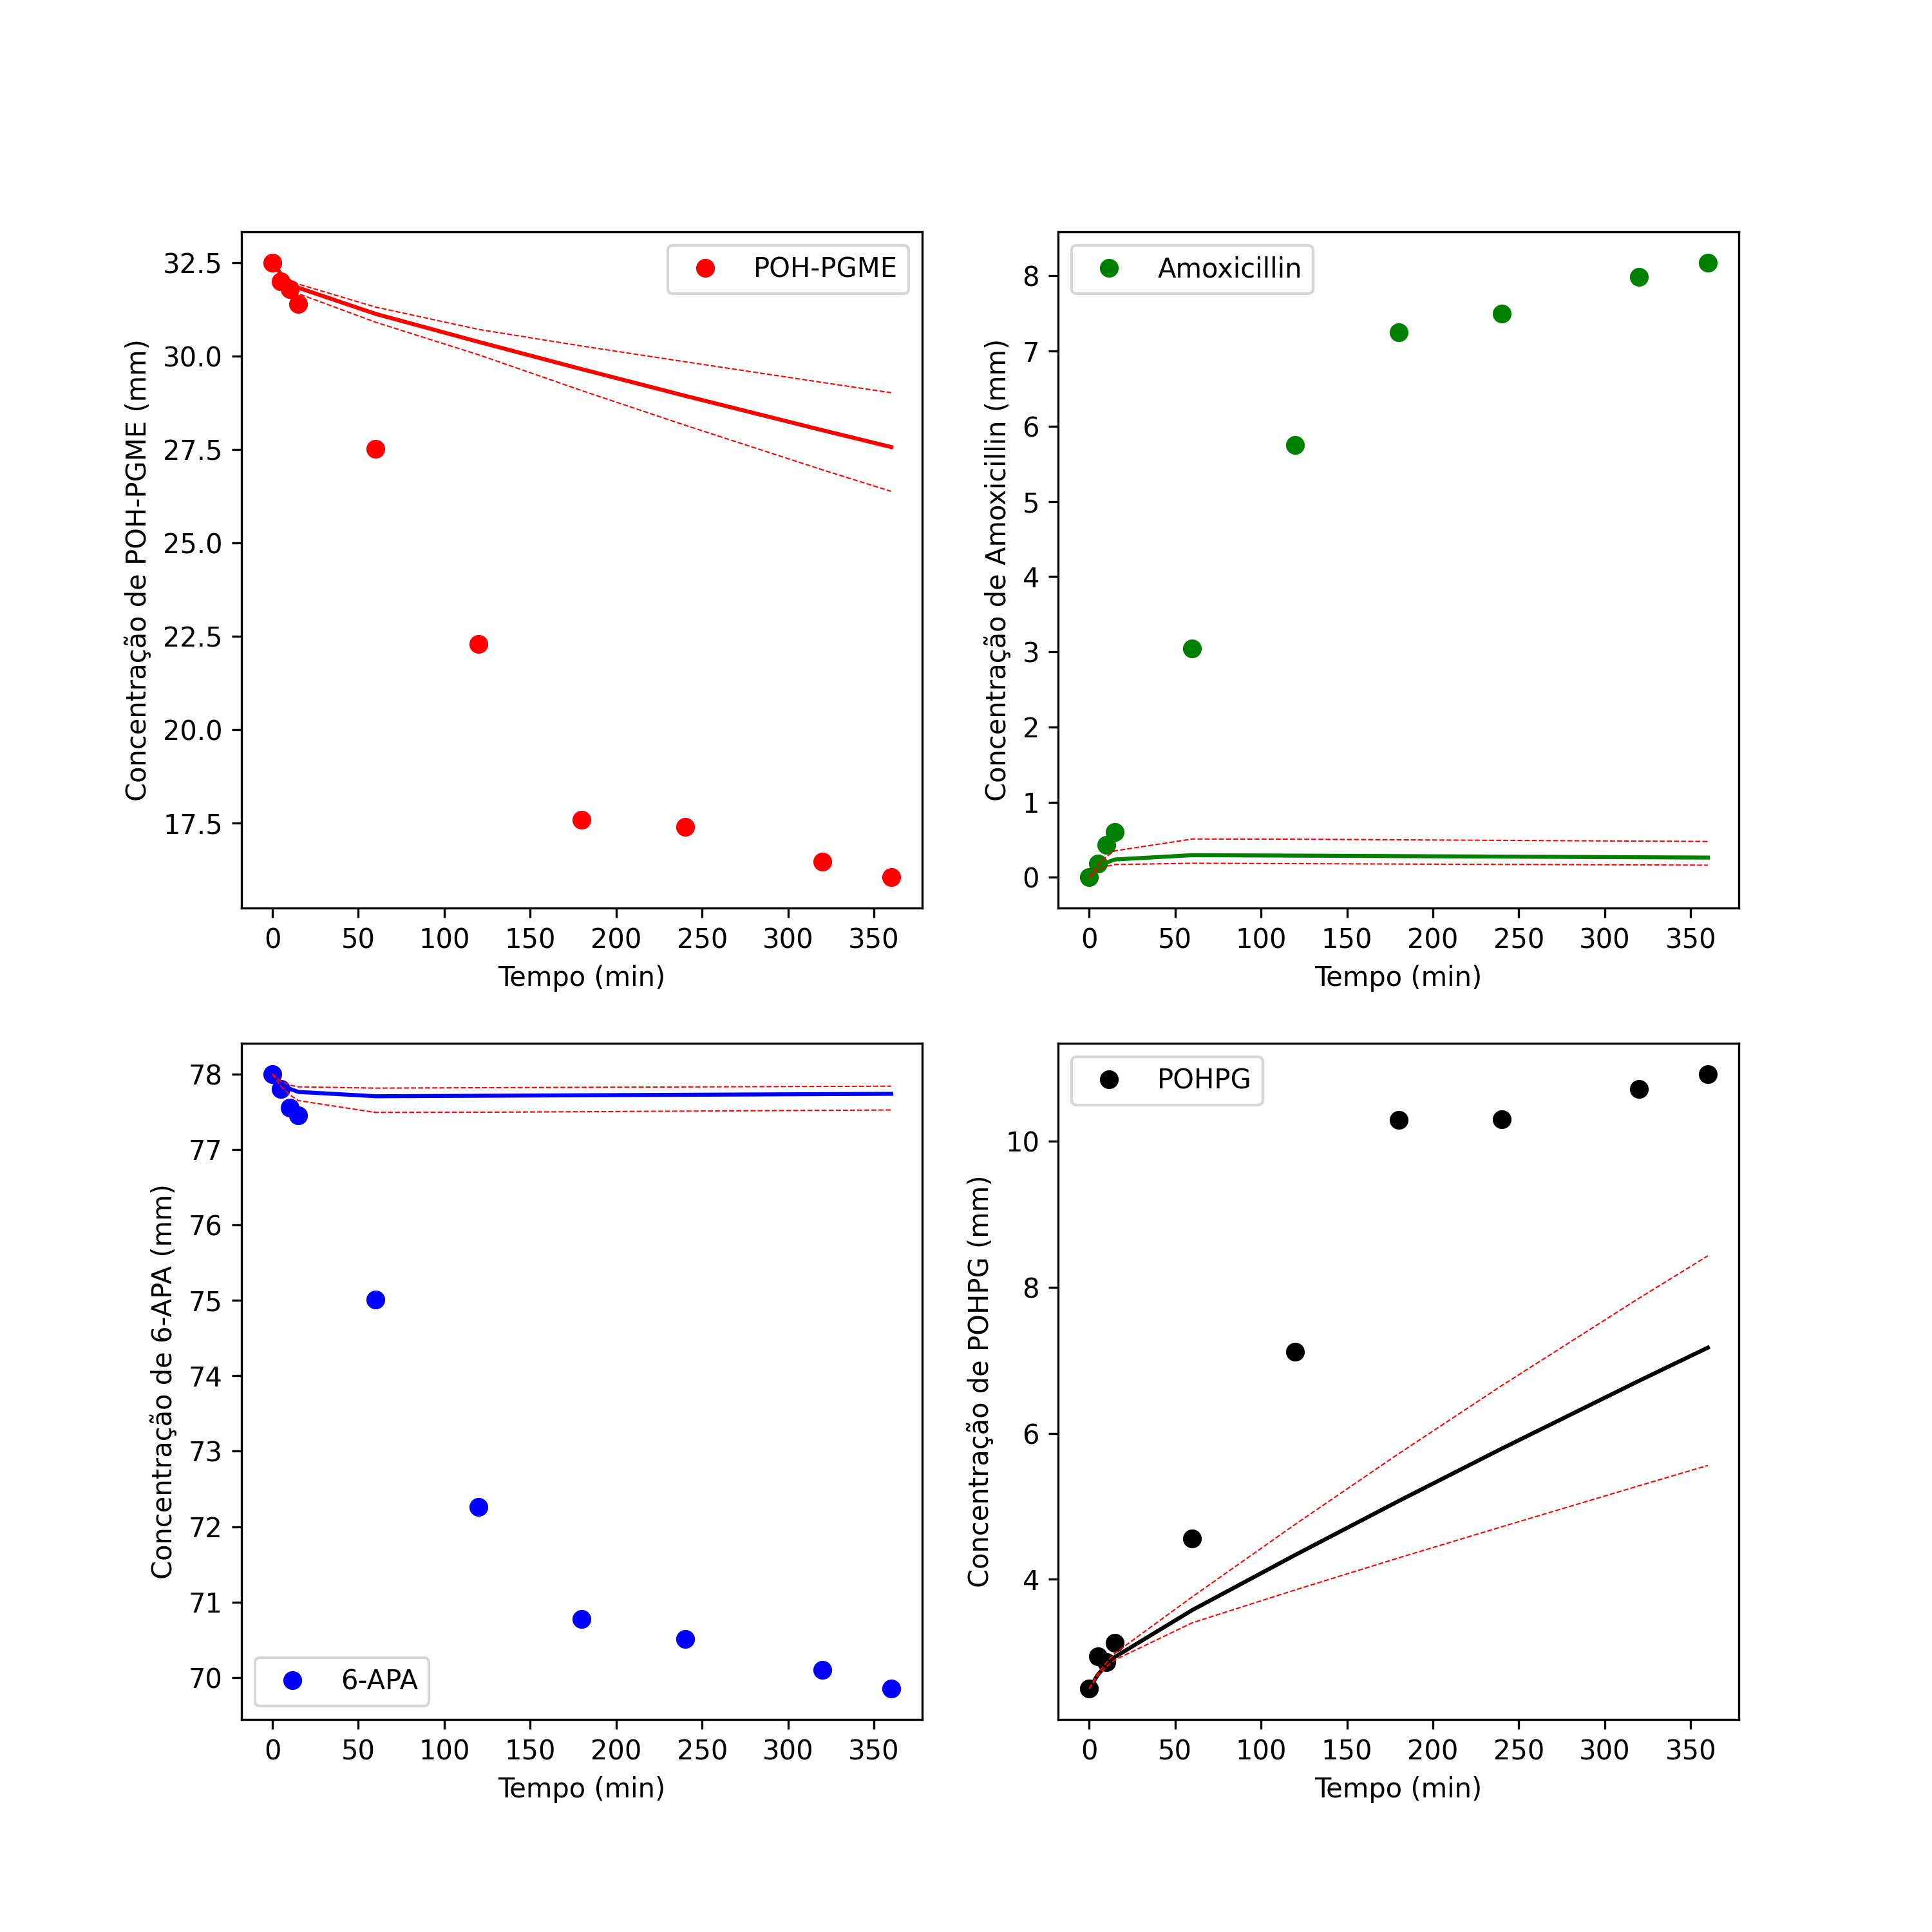 POH-PGME
Concentração de POH-PGME (mm)
32.5
30.0
27.5
25.0
22.5
20.0
17.5
0 50 100 150 200 250 300 350
Tempo (min)
Amoxicillin
Concentração de Amoxicillin (mm)
8
7
6
5
4
3
2
1
0
0 50 100 150 200 250 300 350
Tempo (min)
Concentração de 6-APA (mm)
78
77
76
75
74
73
72
71
70
6-APA
0 50 100 150 200 250 300 350
Tempo (min)
POHPG
Concentração de POHPG (mm)
10
8
6
4
0 50 100 150 200 250 300 350
Tempo (min)